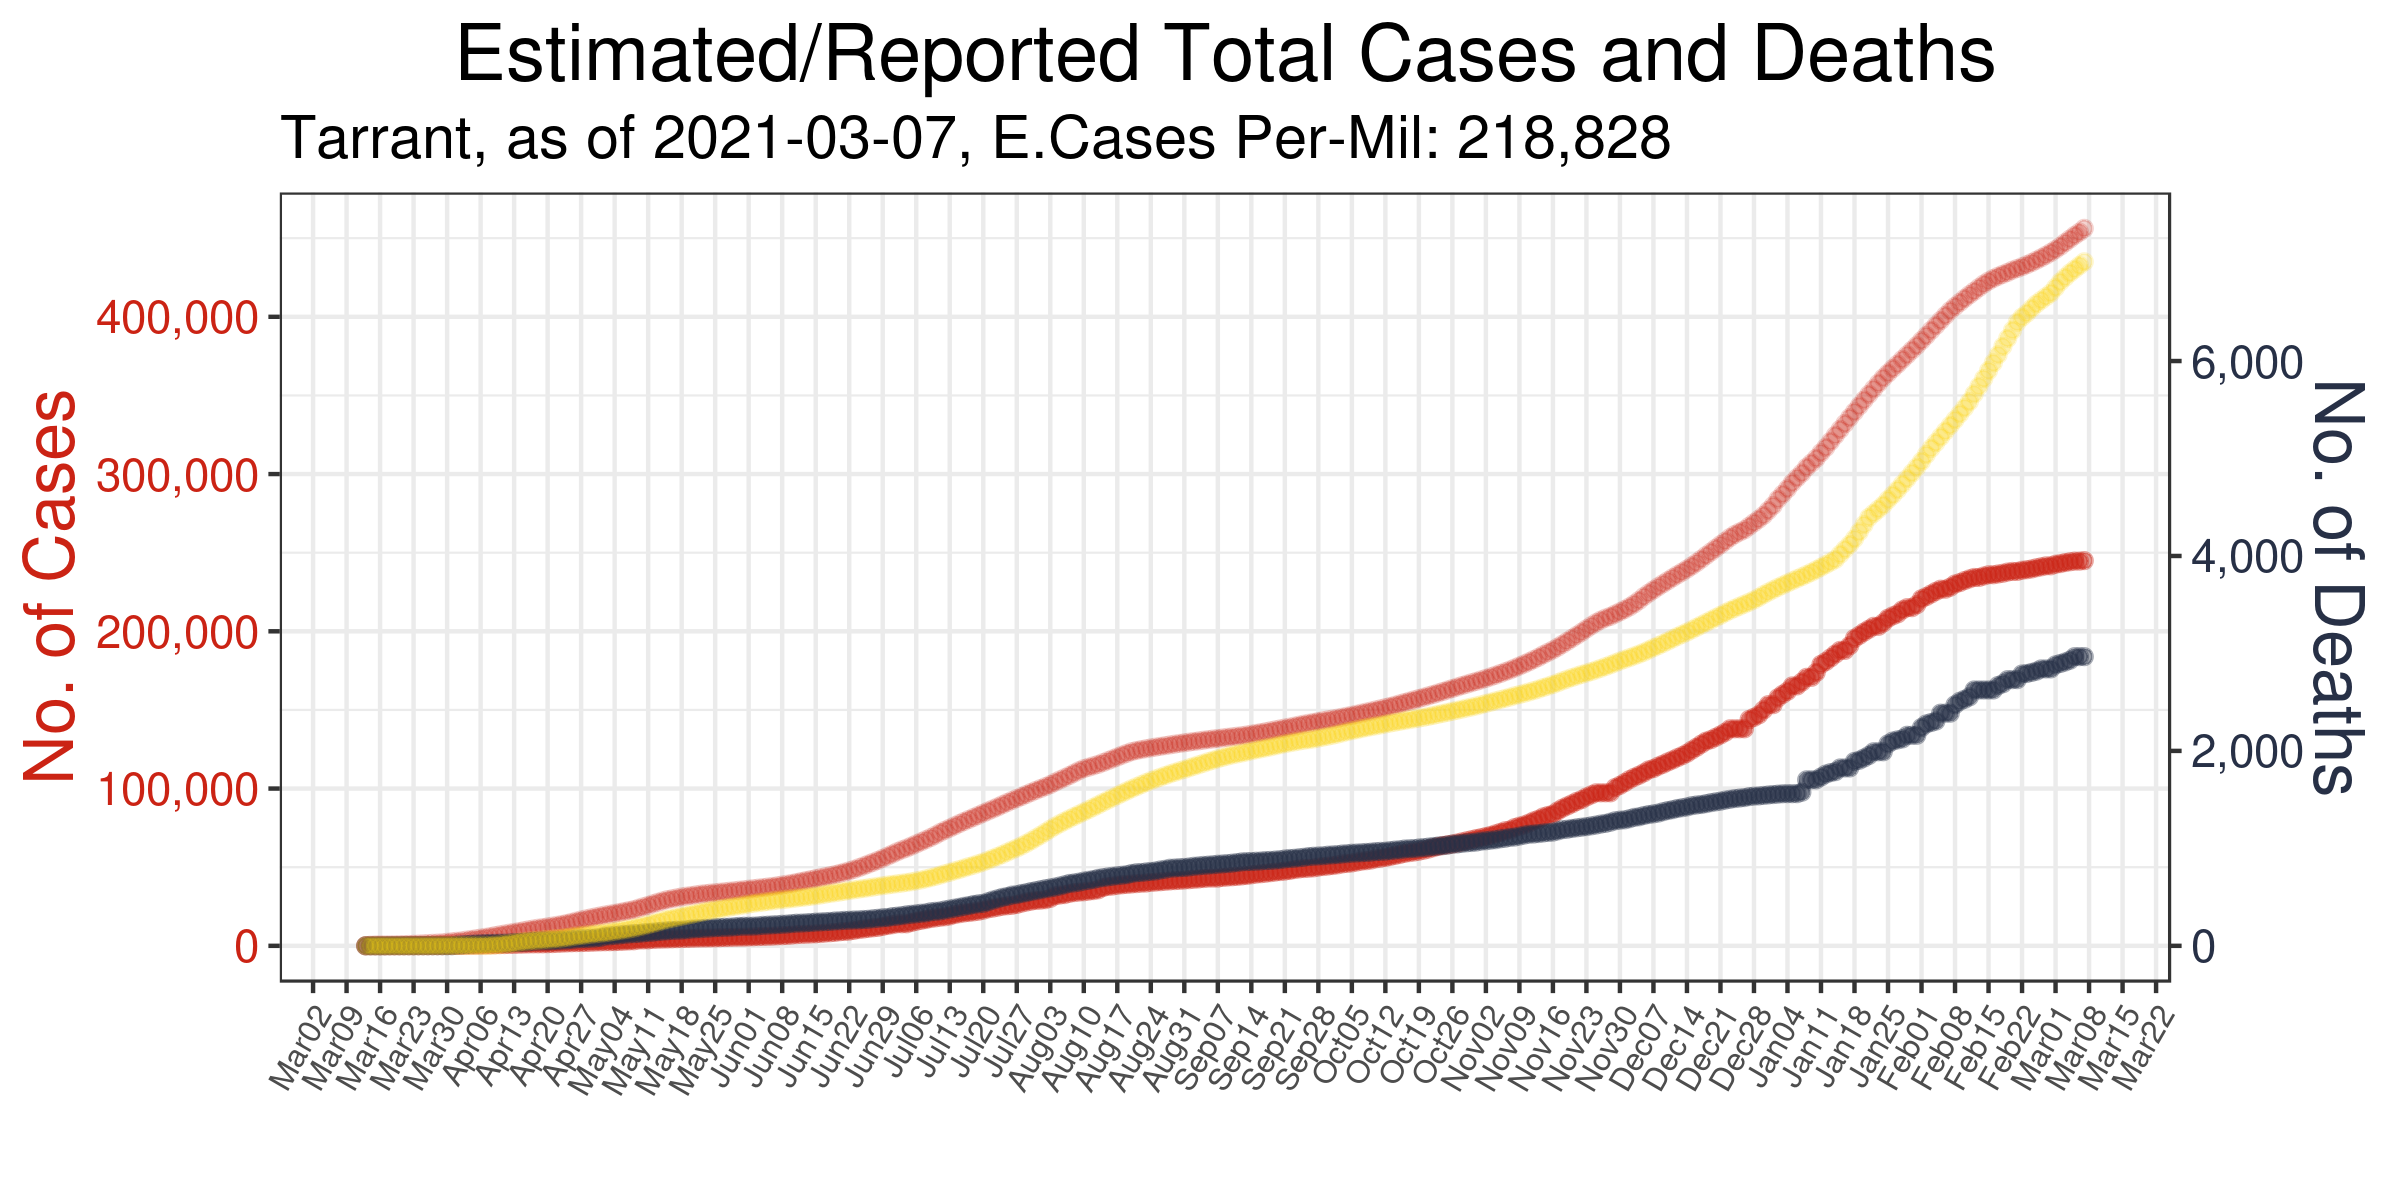 Estimated/Reported Total Cases and Deaths
Tarrant, as of 2021-03-07, E.Cases Per-Mil: 218,828
No. of Cases
400,000
300,000
200,000
100,000
0
6,000
4,000
2,000
0
No. of Deaths
Mar02
Mar09
Mar16
Mar23
Mar30
Apr06
Apr13
Apr20
Apr27
May04
May11
May18
May25
Jun01
Jun08
Jun15
Jun22
Jun29
Jul06
Jul13
Jul20
Jul27
Aug03
Aug10
Aug17
Aug24
Aug31
Sep07
Sep14
Sep21
Sep28
Oct05
Oct12
Oct19
Oct26
Nov02
Nov09
Nov16
Nov23
Nov30
Dec07
Dec14
Dec21
Dec28
Jan04
Jan11
Jan18
Jan25
Feb01
Feb08
Feb15
Feb22
Mar01
Mar08
Mar15
Mar22